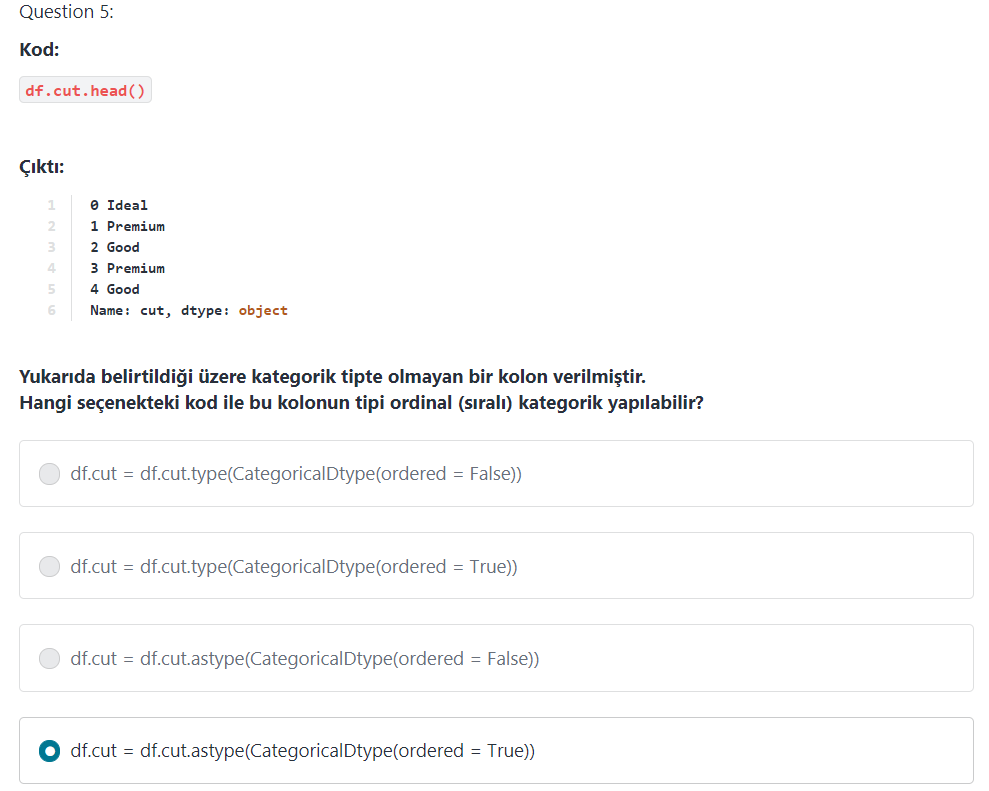 Question 5:
Kod:
df.cut.head()
Çıktı:
1 0 Ideal
2 1 Premium
3 2 Good
4 3 Premium
5 4 Good
6 Name: cut, dtype: object
Yukarıda belirtildiği üzere kategorik tipte olmayan bir kolon verilmiştir.
Hangi seçenekteki kod ile bu kolonun tipi ordinal (sıralı) kategorik yapılabilir?
df.cut = df.cut.type(CategoricalDtype(ordered = False))
df.cut = df.cut.type(CategoricalDtype(ordered = True))
df.cut = df.cut.astype(CategoricalDtype(ordered = False))
df.cut = df.cut.astype(CategoricalDtype(ordered = True))